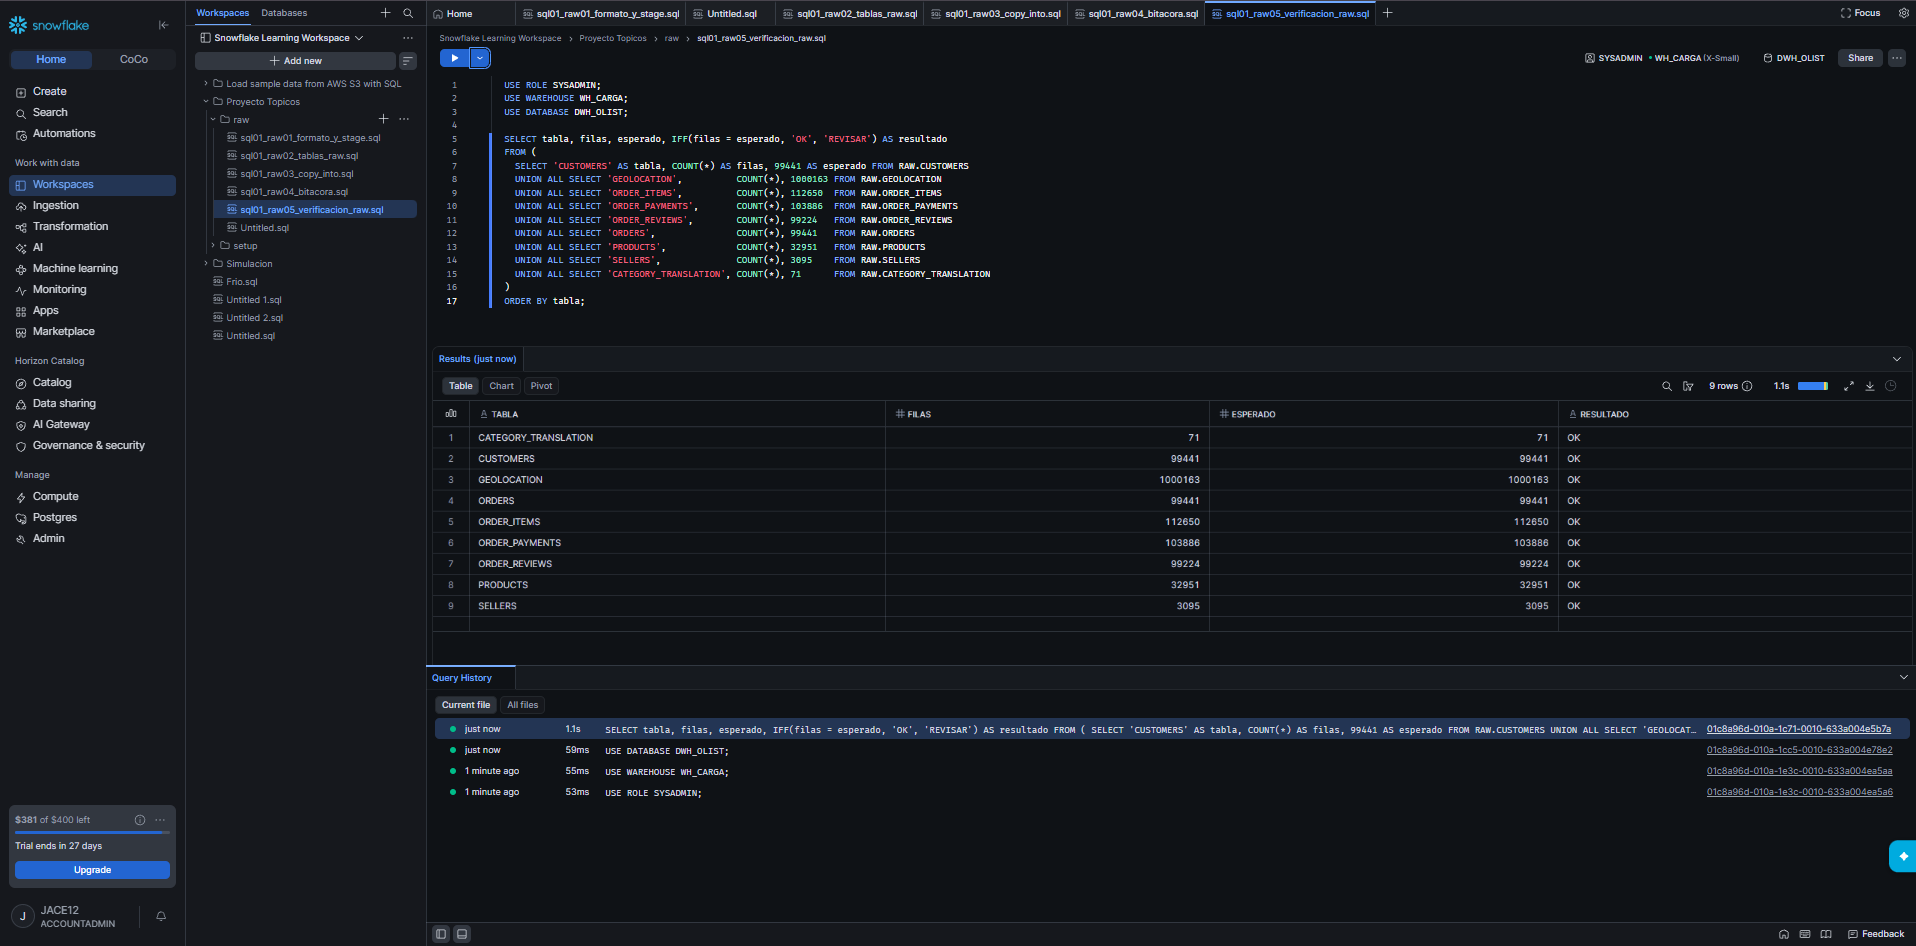 snowflake
Home
CoCo
Create
Search
Automations
Work with data
Workspaces
Ingestion
Transformation
AI
Machine learning
Monitoring
Apps
Marketplace
Horizon Catalog
Catalog
Data sharing
AI Gateway
Governance & security
Manage
Compute
Postgres
Admin
$381 of $400 left
Trial ends in 27 days
Upgrade
J
JACE12
ACCOUNTADMIN
Workspaces
Databases
Snowflake Learning Workspace
Add new
Load sample data from AWS S3 with SQL
Proyecto Topicos
raw
sql01_raw01_formato_y_stage.sql
sql01_raw02_tablas_raw.sql
sql01_raw03_copy_into.sql
sql01_raw04_bitacora.sql
sql01_raw05_verificacion_raw.sql
Untitled.sql
setup
Simulacion
Frio.sql
Untitled 1.sql
Untitled 2.sql
Untitled.sql
Home
sql01_raw01_formato_y_stage.sql
Untitled.sql
sql01_raw02_tablas_raw.sql
sql01_raw03_copy_into.sql
sql01_raw04_bitacora.sql
sql01_raw05_verificacion_raw.sql
Focus
Snowflake Learning Workspace > Proyecto Topicos > raw > sql01_raw05_verificacion_raw.sql
SYSADMIN • WH_CARGA (X-Small)
DWH_OLIST
Share
1 USE ROLE SYSADMIN;
2 USE WAREHOUSE WH_CARGA;
3 USE DATABASE DWH_OLIST;
4
5 SELECT tabla, filas, esperado, IFF(filas = esperado, 'OK', 'REVISAR') AS resultado
6 FROM (
7 SELECT 'CUSTOMERS' AS tabla, COUNT(*) AS filas, 99441 AS esperado FROM RAW.CUSTOMERS
8 UNION ALL SELECT 'GEOLOCATION', COUNT(*), 1000163 FROM RAW.GEOLOCATION
9 UNION ALL SELECT 'ORDER_ITEMS', COUNT(*), 112650 FROM RAW.ORDER_ITEMS
10 UNION ALL SELECT 'ORDER_PAYMENTS', COUNT(*), 103886 FROM RAW.ORDER_PAYMENTS
11 UNION ALL SELECT 'ORDER_REVIEWS', COUNT(*), 99224 FROM RAW.ORDER_REVIEWS
12 UNION ALL SELECT 'ORDERS', COUNT(*), 99441 FROM RAW.ORDERS
13 UNION ALL SELECT 'PRODUCTS', COUNT(*), 32951 FROM RAW.PRODUCTS
14 UNION ALL SELECT 'SELLERS', COUNT(*), 3095 FROM RAW.SELLERS
15 UNION ALL SELECT 'CATEGORY_TRANSLATION', COUNT(*), 71 FROM RAW.CATEGORY_TRANSLATION
16 )
17 ORDER BY tabla;
Results (just now)
Table
Chart
Pivot
9 rows
1.1s
TABLA FILAS ESPERADO RESULTADO
1 CATEGORY_TRANSLATION 71 71 OK
2 CUSTOMERS 99441 99441 OK
3 GEOLOCATION 1000163 1000163 OK
4 ORDERS 99441 99441 OK
5 ORDER_ITEMS 112650 112650 OK
6 ORDER_PAYMENTS 103886 103886 OK
7 ORDER_REVIEWS 99224 99224 OK
8 PRODUCTS 32951 32951 OK
9 SELLERS 3095 3095 OK
Query History
Current file
All files
just now 1.1s SELECT tabla, filas, esperado, IFF(filas = esperado, 'OK', 'REVISAR') AS resultado FROM ( SELECT 'CUSTOMERS' AS tabla, COUNT(*) AS filas, 99441 AS esperado FROM RAW.CUSTOMERS UNION ALL SELECT 'GEOLOCAT... 01c8a96d-010a-1c71-0010-633a004e5b7a
just now 59ms USE DATABASE DWH_OLIST; 01c8a96d-010a-1cc5-0010-633a004e78e2
1 minute ago 55ms USE WAREHOUSE WH_CARGA; 01c8a96d-010a-1e3c-0010-633a004ea5aa
1 minute ago 53ms USE ROLE SYSADMIN; 01c8a96d-010a-1e3c-0010-633a004ea5a6
Feedback